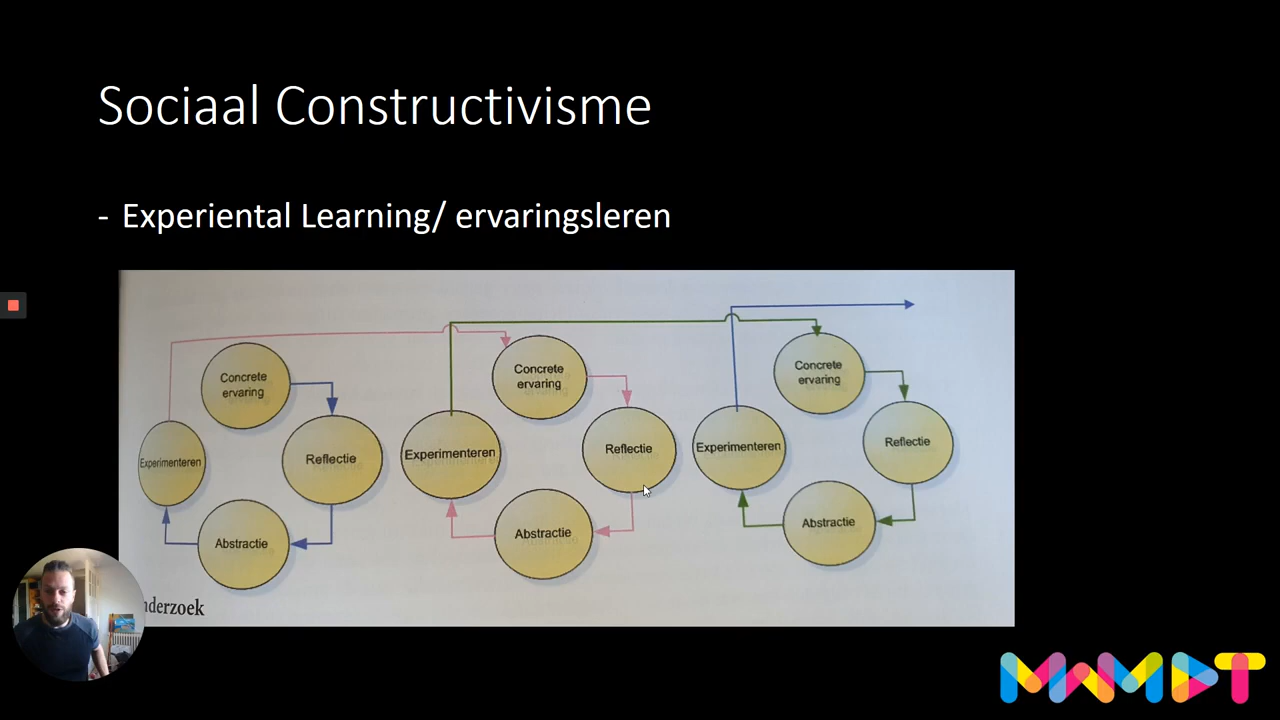 Sociaal Constructivisme
- Experiental Learning/ ervaringsleren
Concrete
ervaring
Reflectie
Abstractie
Experimenteren
Concrete
ervaring
Reflectie
Abstractie
Experimenteren
Concrete
ervaring
Reflectie
Abstractie
Experimenteren